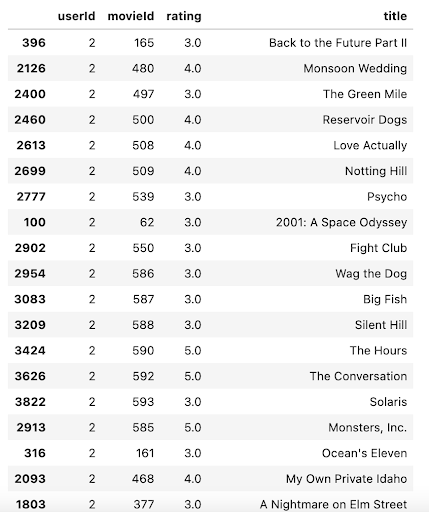 userId movieId rating title
396 2 165 3.0 Back to the Future Part II
2126 2 480 4.0 Monsoon Wedding
2400 2 497 3.0 The Green Mile
2460 2 500 4.0 Reservoir Dogs
2613 2 508 4.0 Love Actually
2699 2 509 4.0 Notting Hill
2777 2 539 3.0 Psycho
100 2 62 3.0 2001: A Space Odyssey
2902 2 550 3.0 Fight Club
2954 2 586 3.0 Wag the Dog
3083 2 587 3.0 Big Fish
3209 2 588 3.0 Silent Hill
3424 2 590 5.0 The Hours
3626 2 592 5.0 The Conversation
3822 2 593 3.0 Solaris
2913 2 585 5.0 Monsters, Inc.
316 2 161 3.0 Ocean's Eleven
2093 2 468 4.0 My Own Private Idaho
1803 2 377 3.0 A Nightmare on Elm Street